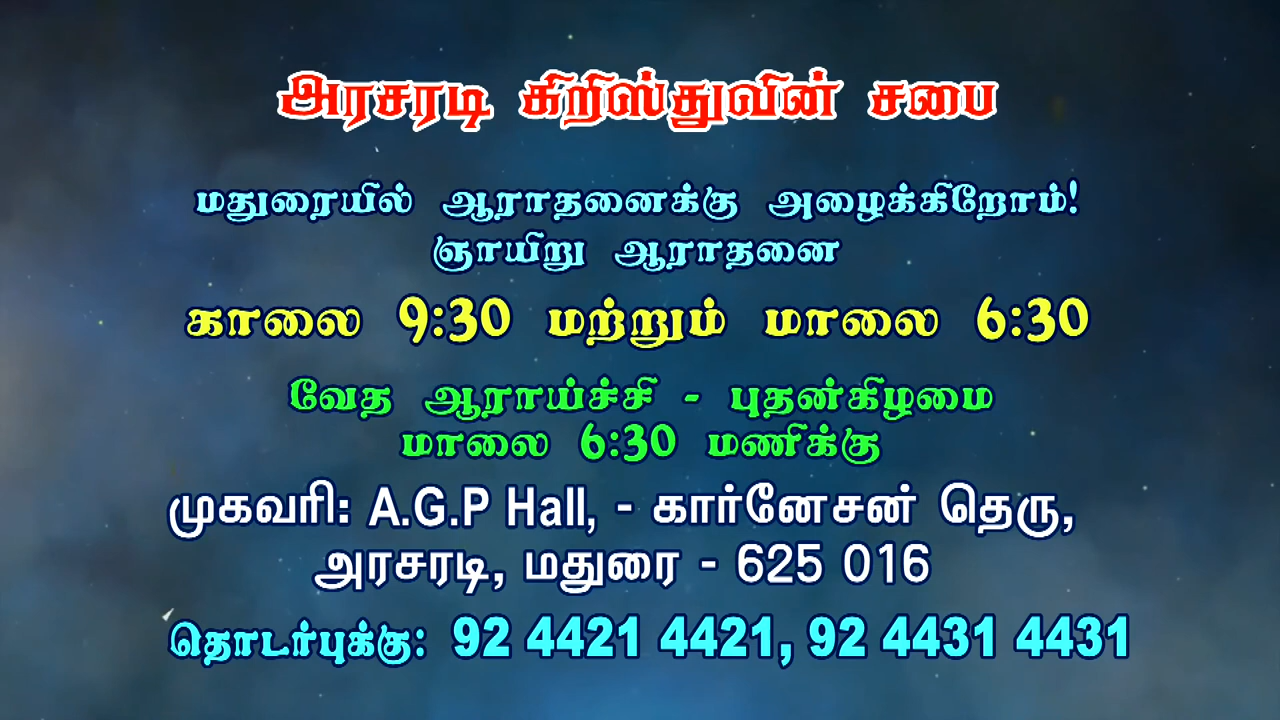 அரசரடி கிறிஸ்துவின் சபை
மதுரையில் ஆராதனைக்கு அழைக்கிறோம்!
ஞாயிறு ஆராதனை
காலை 9:30 மற்றும் மாலை 6:30
வேத ஆராய்ச்சி - புதன்கிழமை
மாலை 6:30 மணிக்கு
முகவரி: A.G.P Hall, - கார்னேசன் தெரு,
அரசரடி, மதுரை - 625 016
தொடர்புக்கு: 92 4421 4421, 92 4431 4431